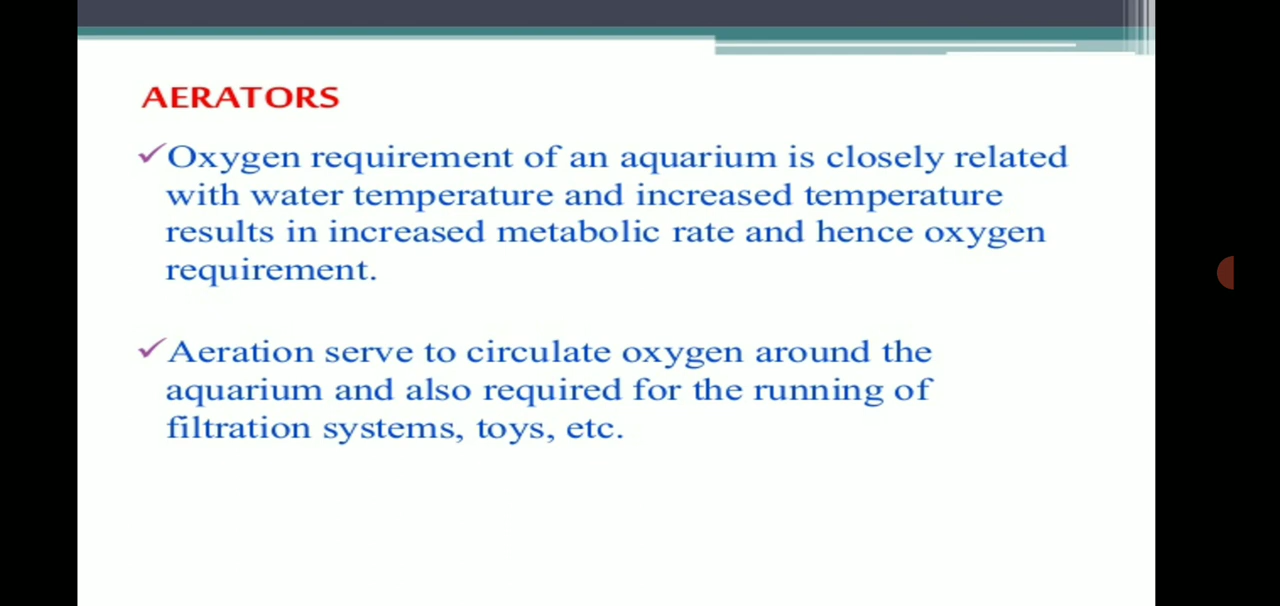 AERATORS
✓Oxygen requirement of an aquarium is closely related
with water temperature and increased temperature
results in increased metabolic rate and hence oxygen
requirement.
✓Aeration serve to circulate oxygen around the
aquarium and also required for the running of
filtration systems, toys, etc.